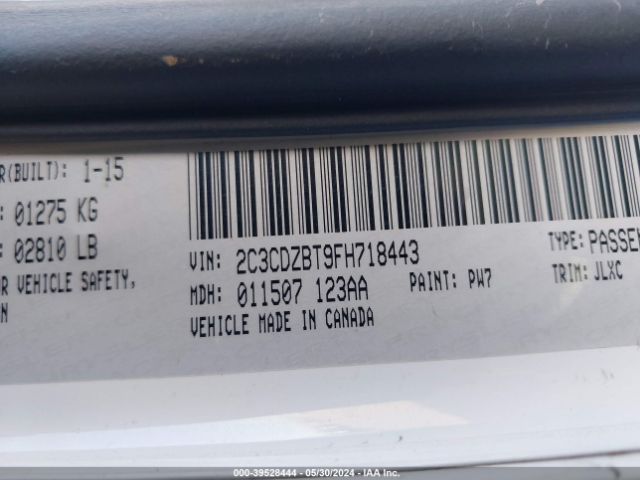 R(BUILT): 1-15
: 01275 KG
: 02810 LB
R VEHICLE SAFETY,
N
VIN: 2C3CDZBT9FH718443
TYPE: PASSEN
MDH: 011507 123AA
PAINT: PW7
TRIM: JLXC
VEHICLE MADE IN CANADA
000-39528444 - 05/30/2024 - IAA Inc.